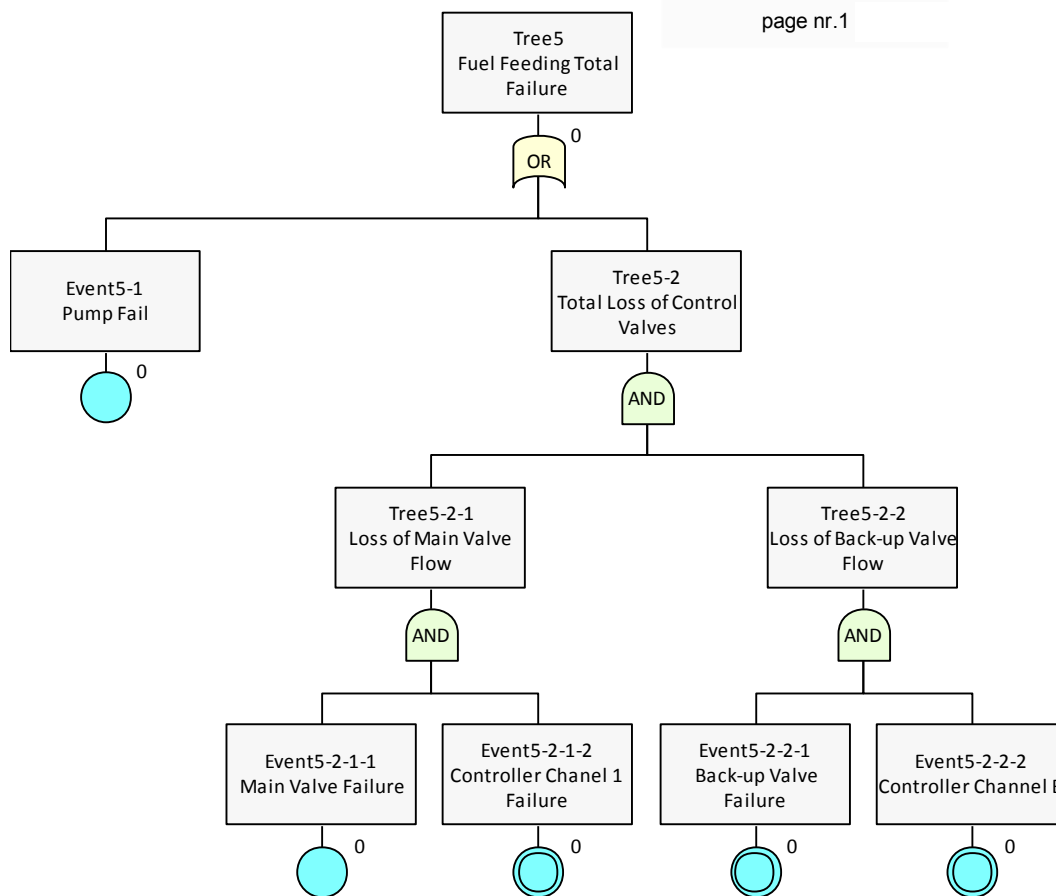 page nr.1
Tree5
Fuel Feeding Total
Failure
0
OR
Event5-1
Pump Fail
0
Tree5-2
Total Loss of Control
Valves
AND
Tree5-2-1
Loss of Main Valve
Flow
Tree5-2-2
Loss of Back-up Valve
Flow
AND
AND
Event5-2-1-1
Main Valve Failure
0
Event5-2-1-2
Controller Chanel 1
Failure
0
Event5-2-2-1
Back-up Valve
Failure
0
Event5-2-2-2
Controller Channel
0